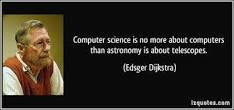 Computer science is no more about computers
than astronomy is about telescopes.
(Edsger Dijkstra)
izquotes.com